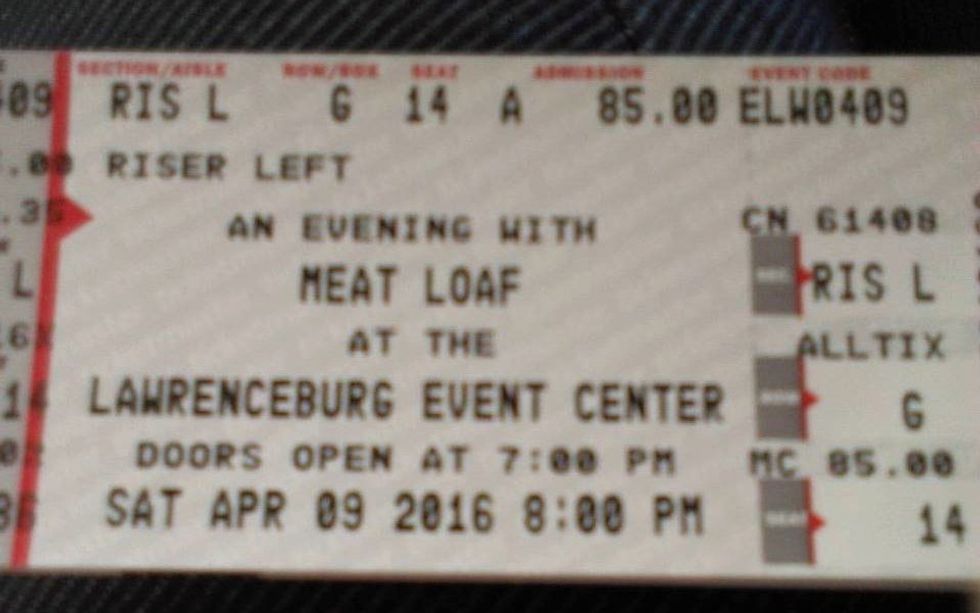 SECTION/AISLE ROW/BOX SEAT ADMISSION EVENT CODE
RIS L G 14 A 85.00 ELW0409
RISER LEFT
AN EVENING WITH
MEAT LOAF
AT THE
LAWRENCEBURG EVENT CENTER
DOORS OPEN AT 7:00 PM
SAT APR 09 2016 8:00 PM
CN 61408
RIS L
ALLTIX
ROW G
MC 85.00
SEAT 14